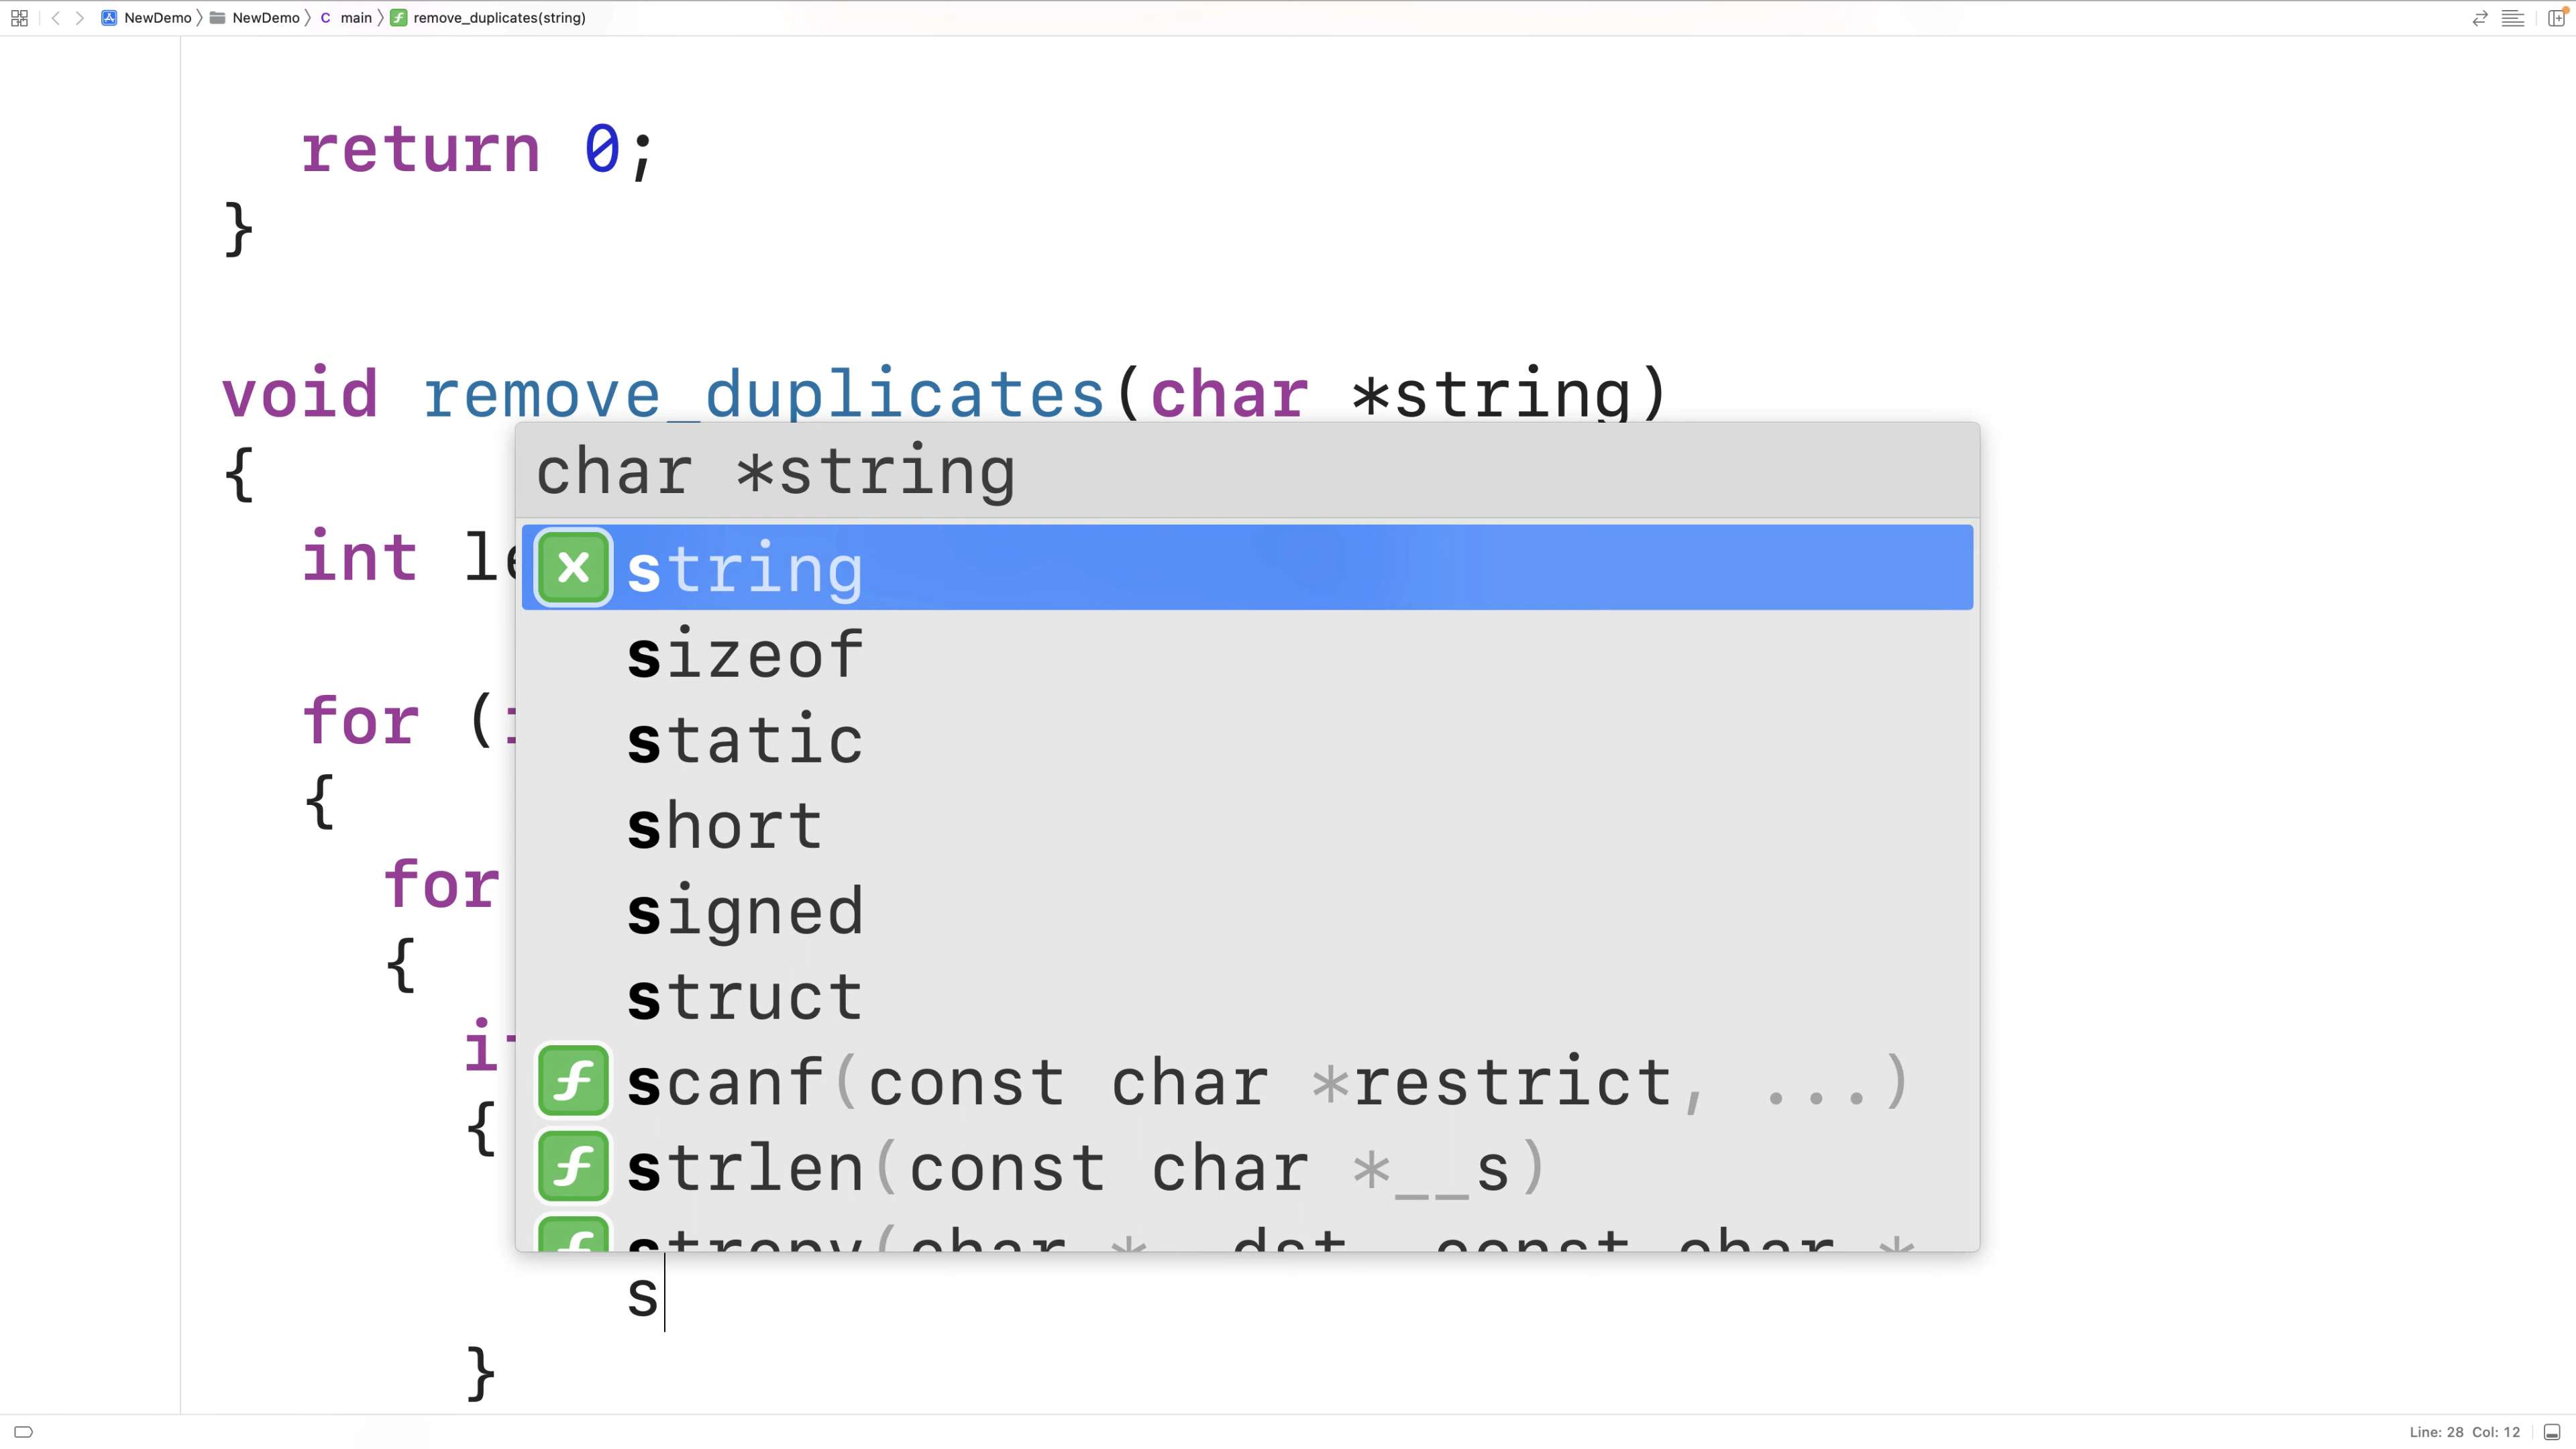 NewDemo 〉 NewDemo 〉 C main 〉 f remove_duplicates(string)
return 0;
}
void remove_duplicates(char *string)
{
char *string
int le
x string
sizeof
for (i
static
{
short
for
signed
{
struct
if
f scanf(const char *restrict, ...)
{
f strlen(const char *__s)
s
}
Line: 28 Col: 12